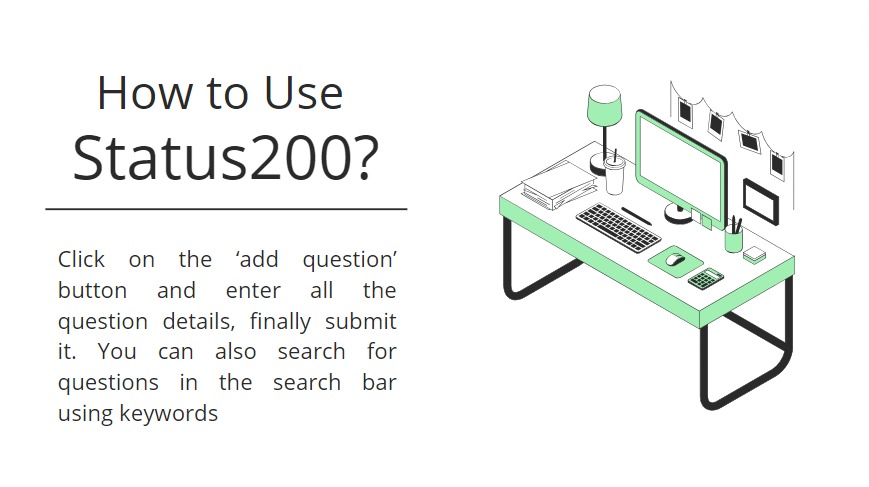 How to Use
Status200?
Click on the ‘add question’
button and enter all the
question details, finally submit
it. You can also search for
questions in the search bar
using keywords